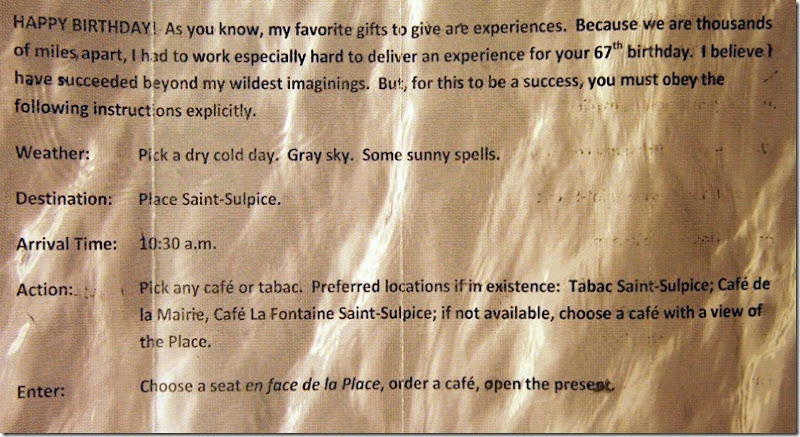 HAPPY BIRTHDAY! As you know, my favorite gifts to give are experiences. Because we are thousands
of miles apart, I had to work especially hard to deliver an experience for your 67th birthday. I believe I
have succeeded beyond my wildest imaginings. But, for this to be a success, you must obey the
following instructions explicitly.
Weather: Pick a dry cold day. Gray sky. Some sunny spells.
Destination: Place Saint-Sulpice.
Arrival Time: 10:30 a.m.
Action: Pick any café or tabac. Preferred locations if in existence: Tabac Saint-Sulpice; Café de
la Mairie, Café La Fontaine Saint-Sulpice; if not available, choose a café with a view of
the Place.
Enter: Choose a seat en face de la Place, order a café, open the present.